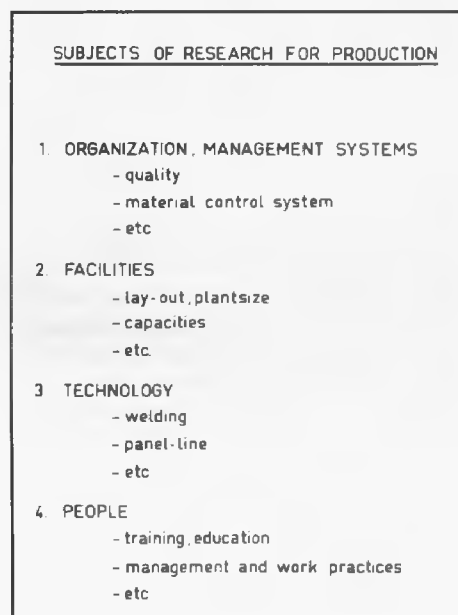 SUBJECTS OF RESEARCH FOR PRODUCTION
1. ORGANIZATION, MANAGEMENT SYSTEMS
- quality
- material control system
- etc
2. FACILITIES
- lay-out, plantsize
- capacities
- etc.
3 TECHNOLOGY
- welding
- panel-line
- etc
4. PEOPLE
- training, education
- management and work practices
- etc